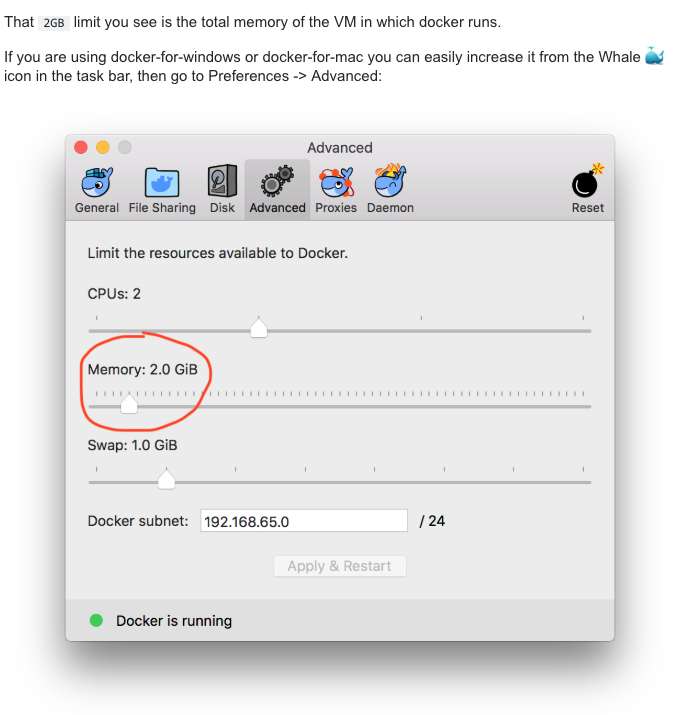 That 2GB limit you see is the total memory of the VM in which docker runs.
If you are using docker-for-windows or docker-for-mac you can easily increase it from the Whale 🐳
icon in the task bar, then go to Preferences -> Advanced:
Advanced
General File Sharing Disk Advanced Proxies Daemon Reset
Limit the resources available to Docker.
CPUs: 2
Memory: 2.0 GiB
Swap: 1.0 GiB
Docker subnet: 192.168.65.0 / 24
Apply & Restart
Docker is running